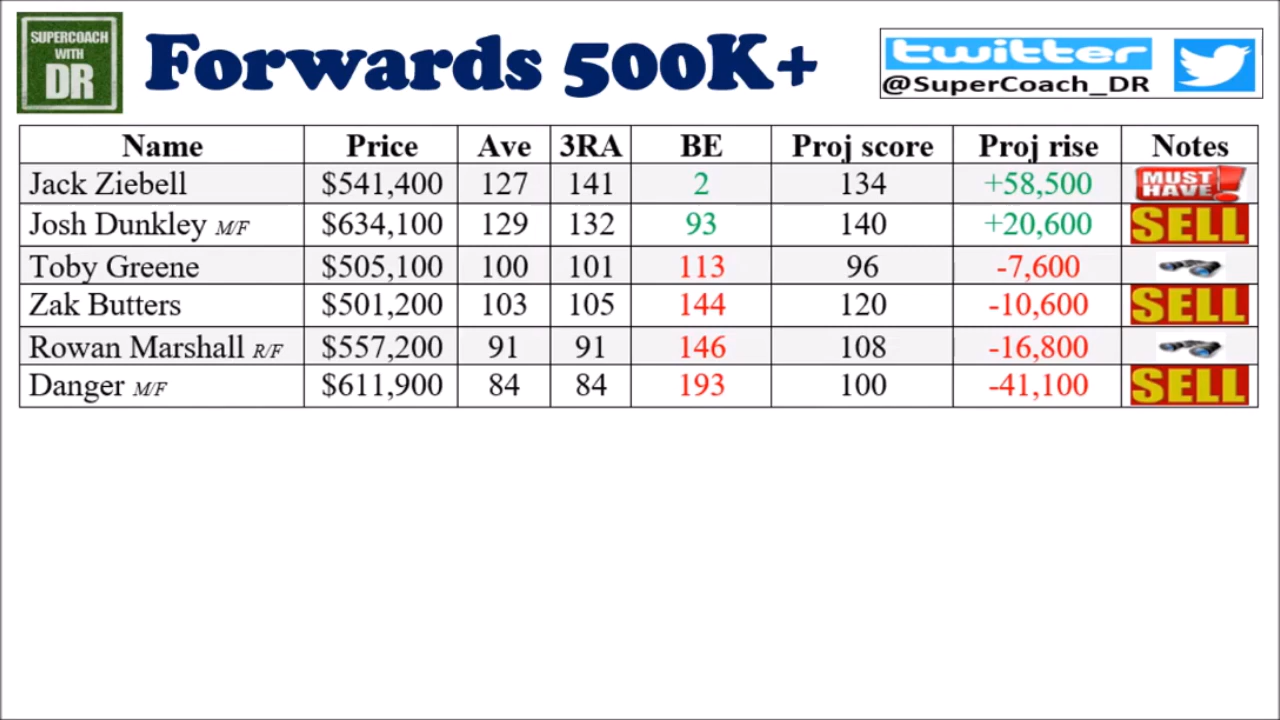 SUPERCOACH
WITH
DR
Forwards 500K+
twitter
@SuperCoach_DR
Name Price Ave 3RA BE Proj score Proj rise Notes
Jack Ziebell $541,400 127 141 2 134 +58,500 MUST HAVE!
Josh Dunkley M/F $634,100 129 132 93 140 +20,600 SELL
Toby Greene $505,100 100 101 113 96 -7,600
Zak Butters $501,200 103 105 144 120 -10,600 SELL
Rowan Marshall R/F $557,200 91 91 146 108 -16,800
Danger M/F $611,900 84 84 193 100 -41,100 SELL